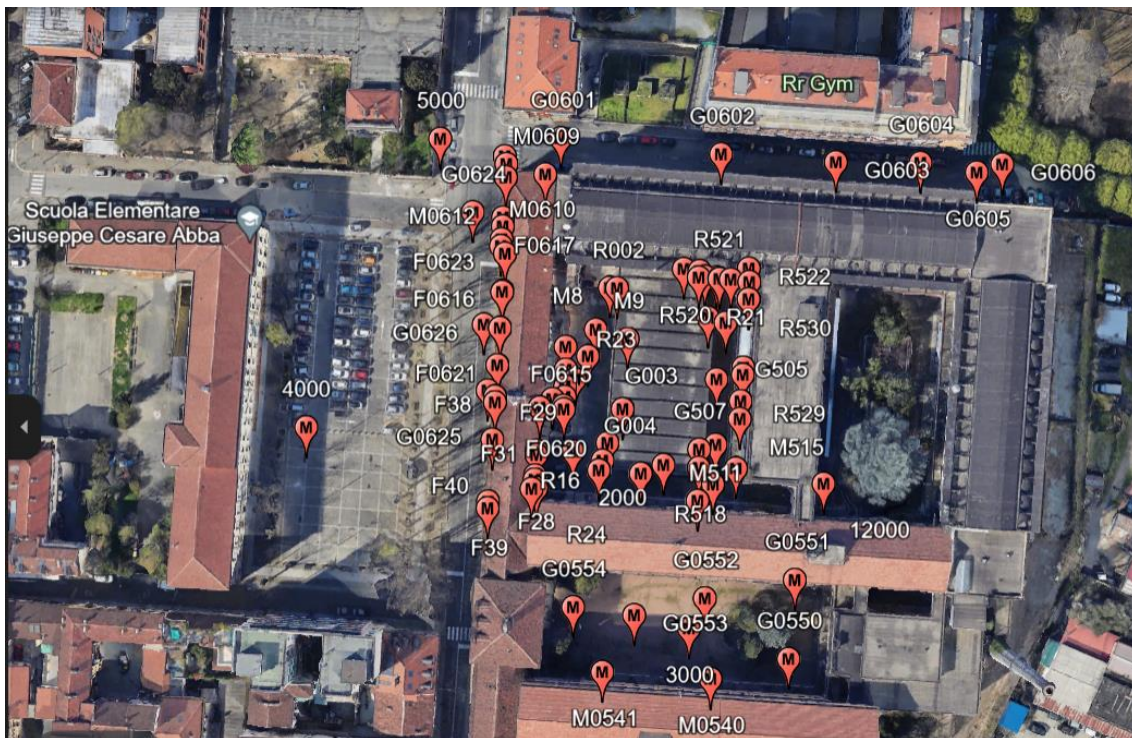 Rr Gym
5000
G0601
G0602
G0604
M0609
G0624
G0603
G0606
G0605
Scuola Elementare
Giuseppe Cesare Abba
M0612
M0610
F0617
F0623
R002
R521
R522
F0616
M8
M9
R520
R21
R530
G0626
R23
F0621
F0615
G003
G505
4000
F38
F29
G004
G507
R529
G0625
F31
F0620
M515
F40
R16
2000
M511
F28
R518
12000
F39
R24
G0552
G0551
G0554
G0553
G0550
3000
M0541
M0540